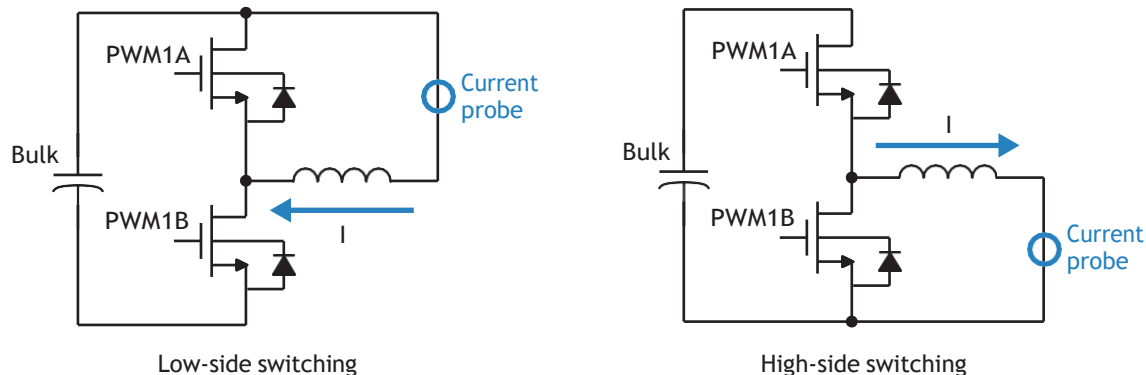 PWM1A
Current
probe
Bulk
PWM1B
I
Low-side switching
PWM1A
I
Bulk
PWM1B
Current
probe
High-side switching